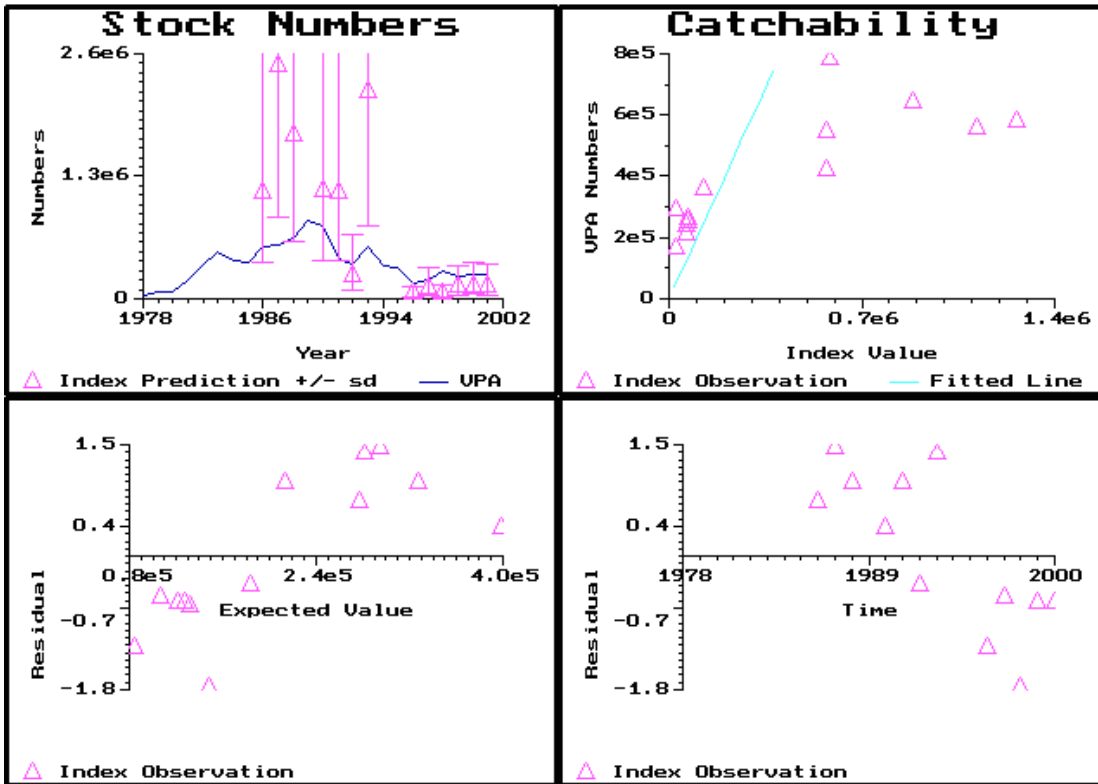 Stock Numbers
2.6e6
1.3e6
0
Numbers
1978 1986 1994 2002
Year
Index Prediction +/- sd VPA
Catchability
8e5
6e5
4e5
2e5
0
VPA Numbers
0 0.7e6 1.4e6
Index Value
Index Observation Fitted Line
1.5
0.4
-0.7
-1.8
Residual
0.8e5 2.4e5 4.0e5
Expected Value
Index Observation
1.5
0.4
-0.7
-1.8
Residual
1978 1989 2000
Time
Index Observation